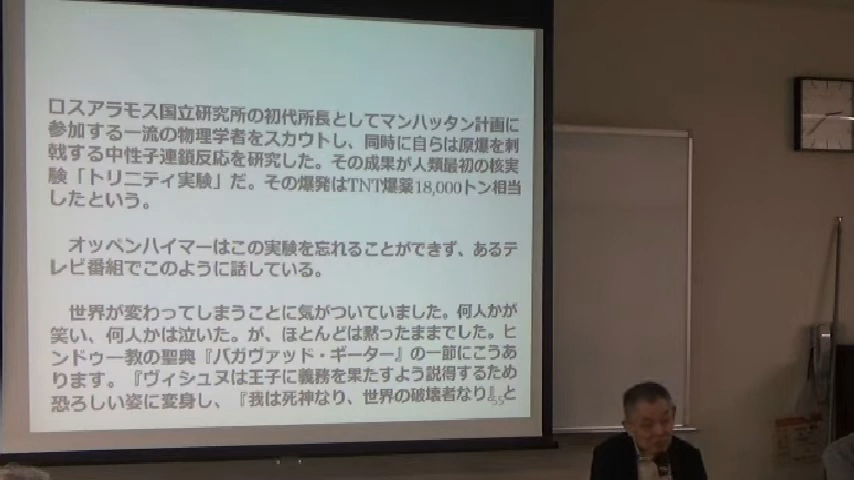 ロスアラモス国立研究所の初代所長としてマンハッタン計画に
参加する一流の物理学者をスカウトし、同時に自らは原爆を刺
戟する中性子連鎖反応を研究した。その成果が人類最初の核実
験「トリニティ実験」だ。その爆発はTNT爆薬18,000トン相当
したという。
オッペンハイマーはこの実験を忘れることができず、あるテ
レビ番組でこのように話している。
世界が変わってしまうことに気がついていました。何人かが
笑い、何人かは泣いた。が、ほとんどは黙ったままでした。ヒ
ンドゥー教の聖典『バガヴァッド・ギーター』の一節にこうあ
ります。『ヴィシュヌは王子に義務を果たすよう説得するため
恐ろしい姿に変身し、『我は死神なり、世界の破壊者なり』と
55